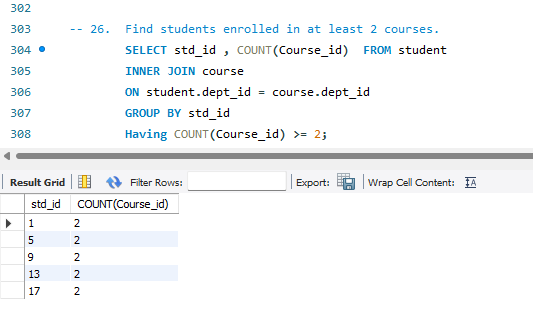 302
303 -- 26. Find students enrolled in at least 2 courses.
304 SELECT std_id , COUNT(Course_id) FROM student
305 INNER JOIN course
306 ON student.dept_id = course.dept_id
307 GROUP BY std_id
308 Having COUNT(Course_id) >= 2;
Result Grid Filter Rows: Export: Wrap Cell Content:
std_id COUNT(Course_id)
1 2
5 2
9 2
13 2
17 2